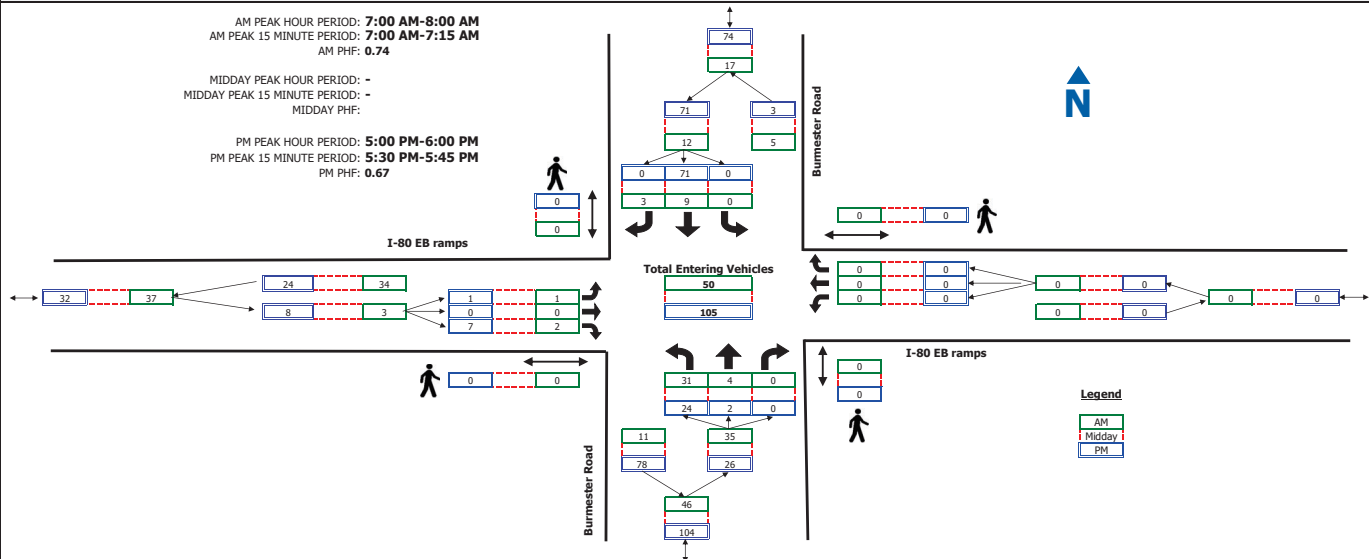 AM PEAK HOUR PERIOD: 7:00 AM-8:00 AM
AM PEAK 15 MINUTE PERIOD: 7:00 AM-7:15 AM
AM PHF: 0.74
MIDDAY PEAK HOUR PERIOD: -
MIDDAY PEAK 15 MINUTE PERIOD: -
MIDDAY PHF:
PM PEAK HOUR PERIOD: 5:00 PM-6:00 PM
PM PEAK 15 MINUTE PERIOD: 5:30 PM-5:45 PM
PM PHF: 0.67
74
17
71 3
12 5
0 71 0
3 9 0
Burmester Road
N
0
0
0 0
I-80 EB ramps
Total Entering Vehicles
50
105
32 37
24 34
8 3
1 1
0 0
7 2
0 0
0 0
0 0
0 0
0 0
0 0
I-80 EB ramps
0 0
0
0
31 4 0
24 2 0
11 35
78 26
46
104
Burmester Road
Legend
AM
Midday
PM